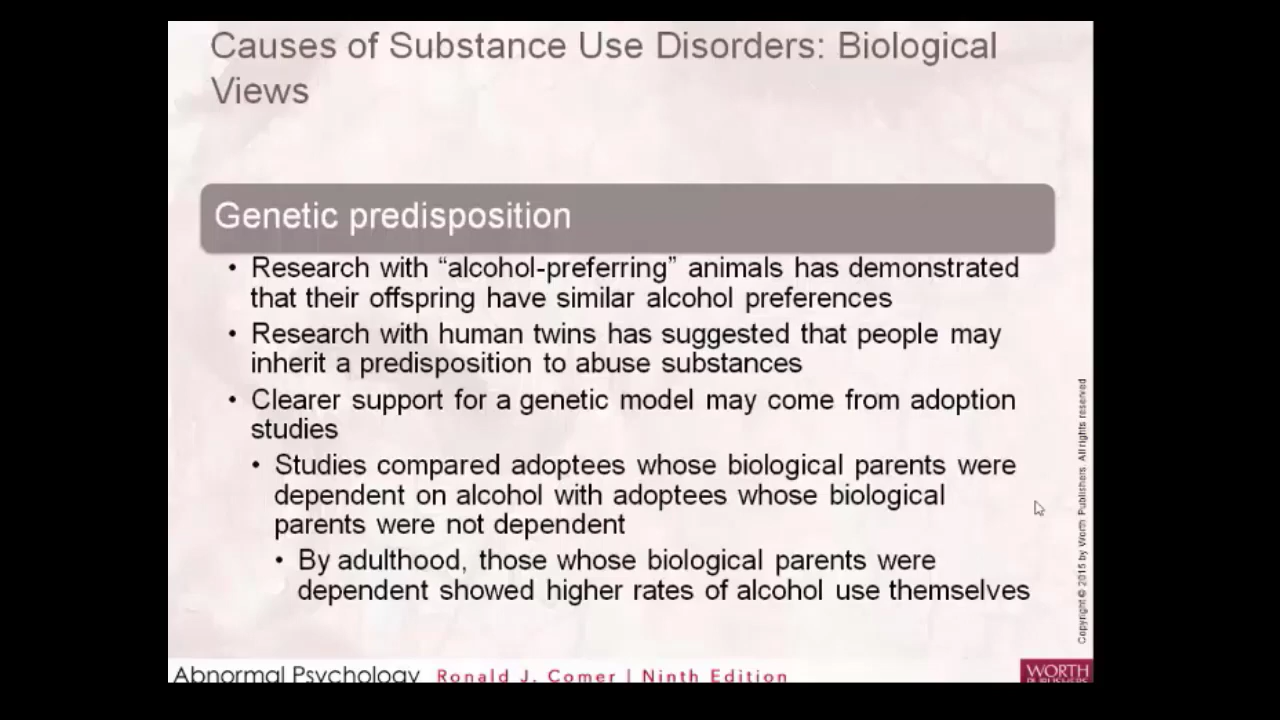 Causes of Substance Use Disorders: Biological
Views
Genetic predisposition
• Research with “alcohol-preferring” animals has demonstrated
that their offspring have similar alcohol preferences
• Research with human twins has suggested that people may
inherit a predisposition to abuse substances
• Clearer support for a genetic model may come from adoption
studies
• Studies compared adoptees whose biological parents were
dependent on alcohol with adoptees whose biological
parents were not dependent
• By adulthood, those whose biological parents were
dependent showed higher rates of alcohol use themselves
Copyright © 2015 by Worth Publishers. All rights reserved
Abnormal Psychology Ronald J. Comer | Ninth Edition
WORTH
PUBLISHERS